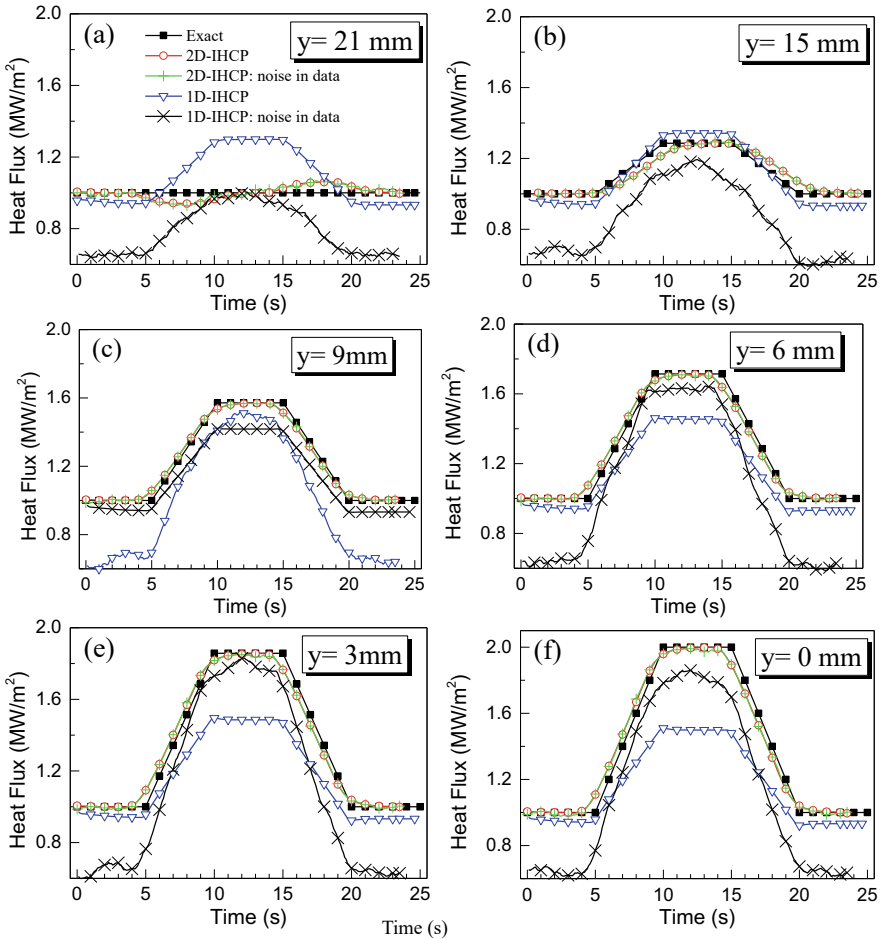 (a)
y= 21 mm
Exact
2D-IHCP
2D-IHCP: noise in data
1D-IHCP
1D-IHCP: noise in data
Heat Flux (MW/m²)
2.0
1.6
1.2
0.8
0 5 10 15 20 25
Time (s)
(b)
y= 15 mm
Heat Flux (MW/m²)
2.0
1.6
1.2
0.8
0 5 10 15 20 25
Time (s)
(c)
y= 9mm
Heat Flux (MW/m²)
2.0
1.6
1.2
0.8
0 5 10 15 20 25
Time (s)
(d)
y= 6 mm
Heat Flux (MW/m²)
2.0
1.6
1.2
0.8
0 5 10 15 20 25
Time (s)
(e)
y= 3mm
Heat Flux (MW/m²)
2.0
1.6
1.2
0.8
0 5 10 15 20 25
Time (s)
(f)
y= 0 mm
Heat Flux (MW/m²)
2.0
1.6
1.2
0.8
0 5 10 15 20 25
Time (s)
Time (s)